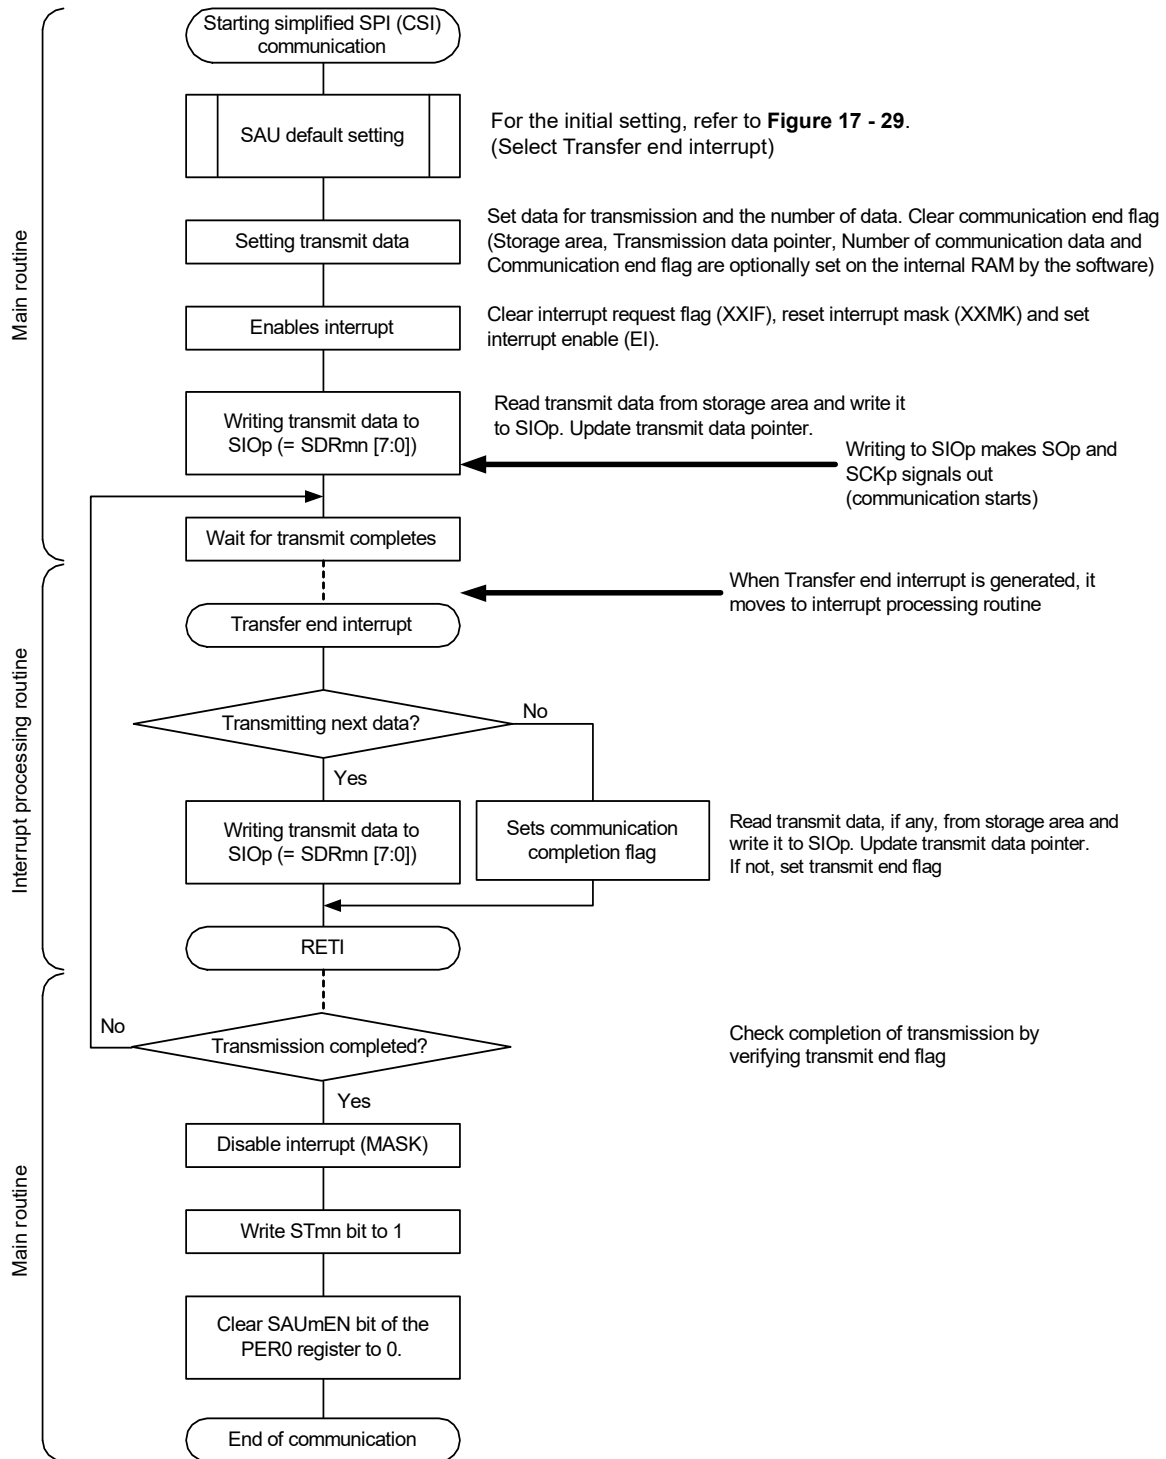 Starting simplified SPI (CSI)
communication
SAU default setting
For the initial setting, refer to Figure 17 - 29.
(Select Transfer end interrupt)
Main routine
Setting transmit data
Set data for transmission and the number of data. Clear communication end flag
(Storage area, Transmission data pointer, Number of communication data and
Communication end flag are optionally set on the internal RAM by the software)
Enables interrupt
Clear interrupt request flag (XXIF), reset interrupt mask (XXMK) and set
interrupt enable (EI).
Writing transmit data to
SIOp (= SDRmn [7:0])
Read transmit data from storage area and write it
to SIOp. Update transmit data pointer.
Writing to SIOp makes SOp and
SCKp signals out
(communication starts)
Wait for transmit completes
When Transfer end interrupt is generated, it
moves to interrupt processing routine
Transfer end interrupt
Interrupt processing routine
Transmitting next data?
No
Yes
Writing transmit data to
SIOp (= SDRmn [7:0])
Sets communication
completion flag
Read transmit data, if any, from storage area and
write it to SIOp. Update transmit data pointer.
If not, set transmit end flag
RETI
No
Transmission completed?
Check completion of transmission by
verifying transmit end flag
Yes
Main routine
Disable interrupt (MASK)
Write STmn bit to 1
Clear SAUmEN bit of the
PER0 register to 0.
End of communication